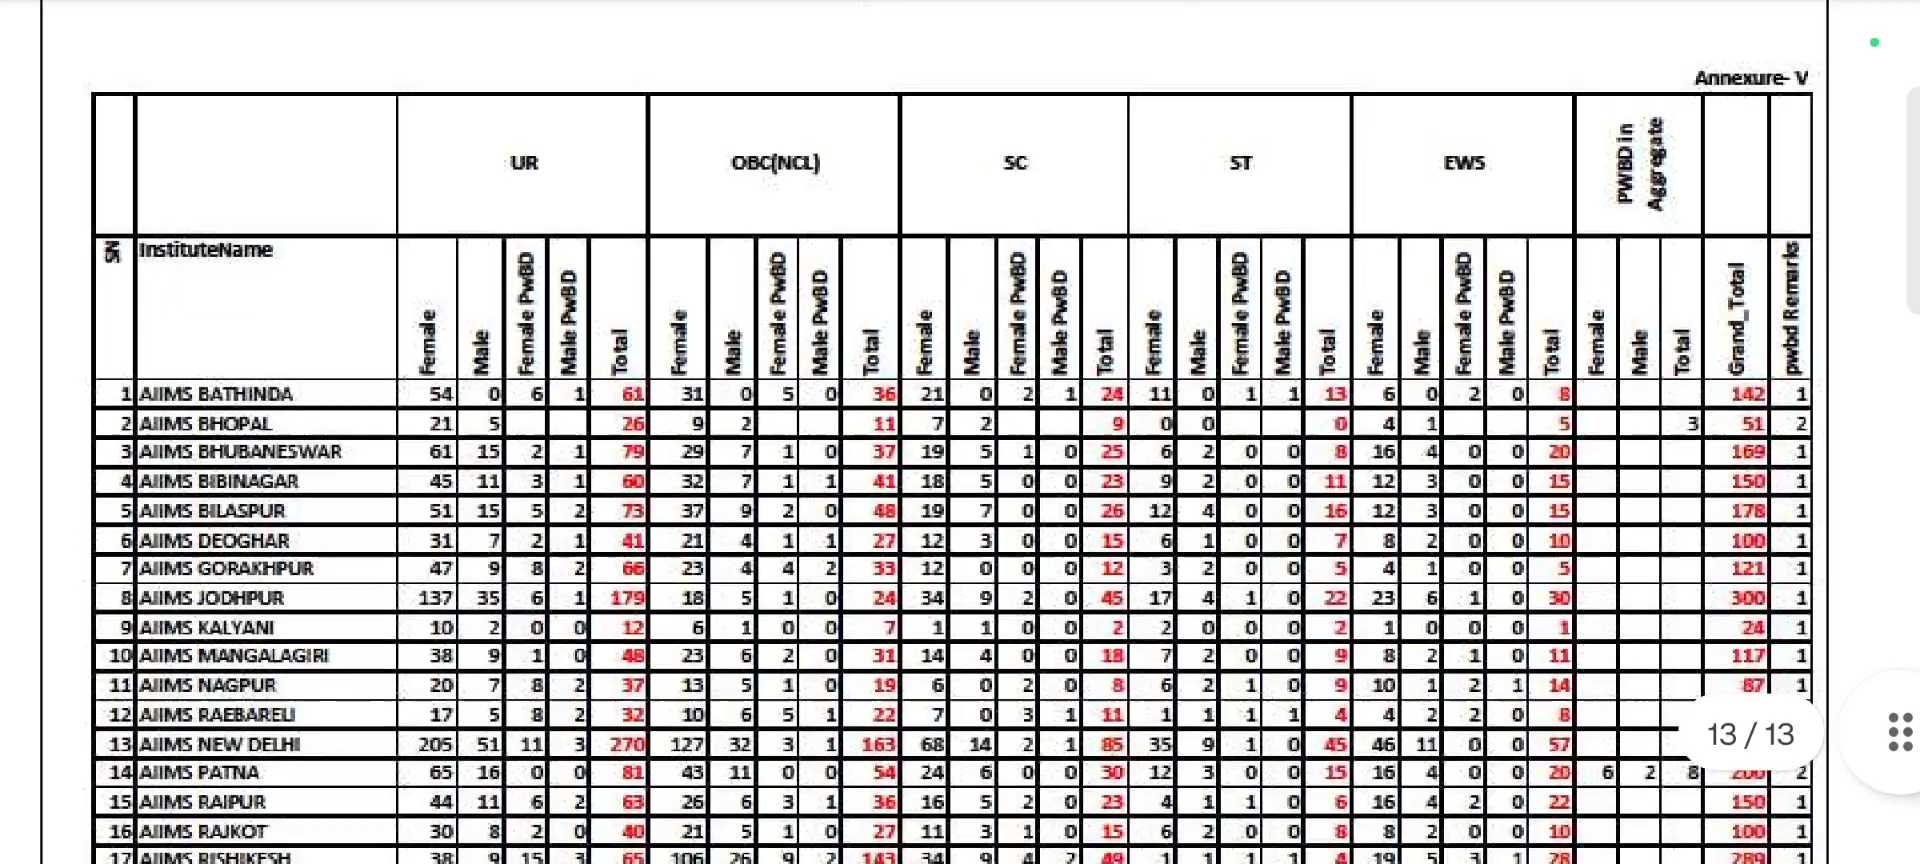 Annexure- V
UR OBC(NCL) SC ST EWS PWBD in Aggregate
SN InstituteName Female Male Female PwBD Male PwBD Total Female Male Female PwBD Male PwBD Total Female Male Female PwBD Male PwBD Total Female Male Female PwBD Male PwBD Total Female Male Female PwBD Male PwBD Total Female Male Total Grand_Total pwbd Remarks
1 AIIMS BATHINDA 54 0 6 1 61 31 0 5 0 36 21 0 2 1 24 11 0 1 1 13 6 0 2 0 8 142 1
2 AIIMS BHOPAL 21 5 26 9 2 11 7 2 9 0 0 0 4 1 5 3 51 2
3 AIIMS BHUBANESWAR 61 15 2 1 79 29 7 1 0 37 19 5 1 0 25 6 2 0 0 8 16 4 0 0 20 169 1
4 AIIMS BIBINAGAR 45 11 3 1 60 32 7 1 1 41 18 5 0 0 23 9 2 0 0 11 12 3 0 0 15 150 1
5 AIIMS BILASPUR 51 15 5 2 73 37 9 2 0 48 19 7 0 0 26 12 4 0 0 16 12 3 0 0 15 178 1
6 AIIMS DEOGHAR 31 7 2 1 41 21 4 1 1 27 12 3 0 0 15 6 1 0 0 7 8 2 0 0 10 100 1
7 AIIMS GORAKHPUR 47 9 8 2 66 23 4 4 2 33 12 0 0 0 12 3 2 0 0 5 4 1 0 0 5 121 1
8 AIIMS JODHPUR 137 35 6 1 179 18 5 1 0 24 34 9 2 0 45 17 4 1 0 22 23 6 1 0 30 300 1
9 AIIMS KALYANI 10 2 0 0 12 6 1 0 0 7 1 1 0 0 2 2 0 0 0 2 1 0 0 0 1 24 1
10 AIIMS MANGALAGIRI 38 9 1 0 48 23 6 2 0 31 14 4 0 0 18 7 2 0 0 9 8 2 1 0 11 117 1
11 AIIMS NAGPUR 20 7 8 2 37 13 5 1 0 19 6 0 2 0 8 6 2 1 0 9 10 1 2 1 14 87 1
12 AIIMS RAEBARELI 17 5 8 2 32 10 6 5 1 22 7 0 3 1 11 1 1 1 1 4 4 2 2 0 8
13 AIIMS NEW DELHI 205 51 11 3 270 127 32 3 1 163 68 14 2 1 85 35 9 1 0 45 46 11 0 0 57
13 / 13
14 AIIMS PATNA 65 16 0 0 81 43 11 0 0 54 24 6 0 0 30 12 3 0 0 15 16 4 0 0 20 6 2 8 200 2
15 AIIMS RAIPUR 44 11 6 2 63 26 6 3 1 36 16 5 2 0 23 4 1 1 0 6 16 4 2 0 22 150 1
16 AIIMS RAJKOT 30 8 2 0 40 21 5 1 0 27 11 3 1 0 15 6 2 0 0 8 8 2 0 0 10 100 1
17 AIIMS RISHIKESH 38 9 15 3 65 106 26 9 2 143 34 9 4 2 49 1 1 1 1 4 19 5 3 1 28 289 1